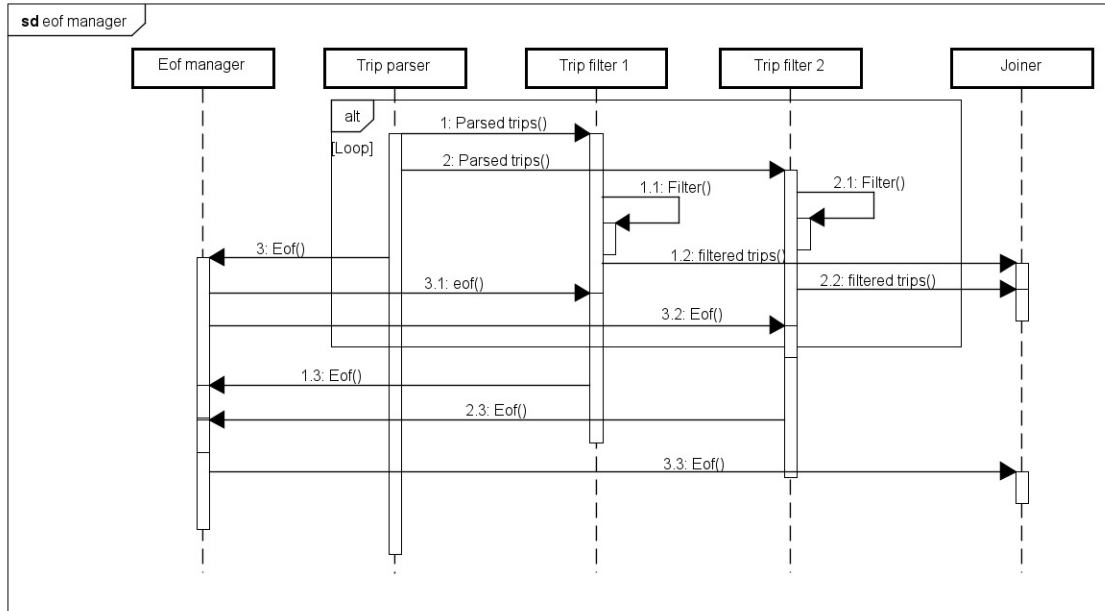 sd eof manager
Eof manager
Trip parser
Trip filter 1
Trip filter 2
Joiner
alt
[Loop]
1: Parsed trips()
2: Parsed trips()
1.1: Filter()
2.1: Filter()
3: Eof()
1.2: filtered trips()
3.1: eof()
2.2: filtered trips()
3.2: Eof()
1.3: Eof()
2.3: Eof()
3.3: Eof()